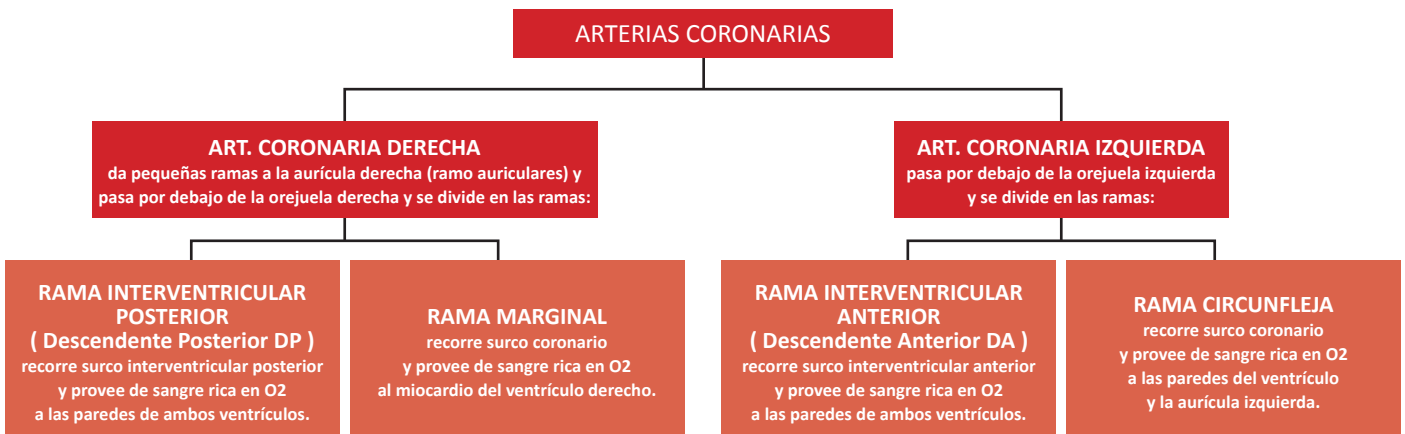 ARTERIAS CORONARIAS
ART. CORONARIA DERECHA
da pequeñas ramas a la aurícula derecha (ramo auriculares) y
pasa por debajo de la orejuela derecha y se divide en las ramas:
ART. CORONARIA IZQUIERDA
pasa por debajo de la orejuela izquierda
y se divide en las ramas:
RAMA INTERVENTRICULAR
POSTERIOR
( Descendente Posterior DP )
recorre surco interventricular posterior
y provee de sangre rica en O2
a las paredes de ambos ventrículos.
RAMA MARGINAL
recorre surco coronario
y provee de sangre rica en O2
al miocardio del ventrículo derecho.
RAMA INTERVENTRICULAR
ANTERIOR
( Descendente Anterior DA )
recorre surco interventricular anterior
y provee de sangre rica en O2
a las paredes de ambos ventrículos.
RAMA CIRCUNFLEJA
recorre surco coronario
y provee de sangre rica en O2
a las paredes del ventrículo
y la aurícula izquierda.